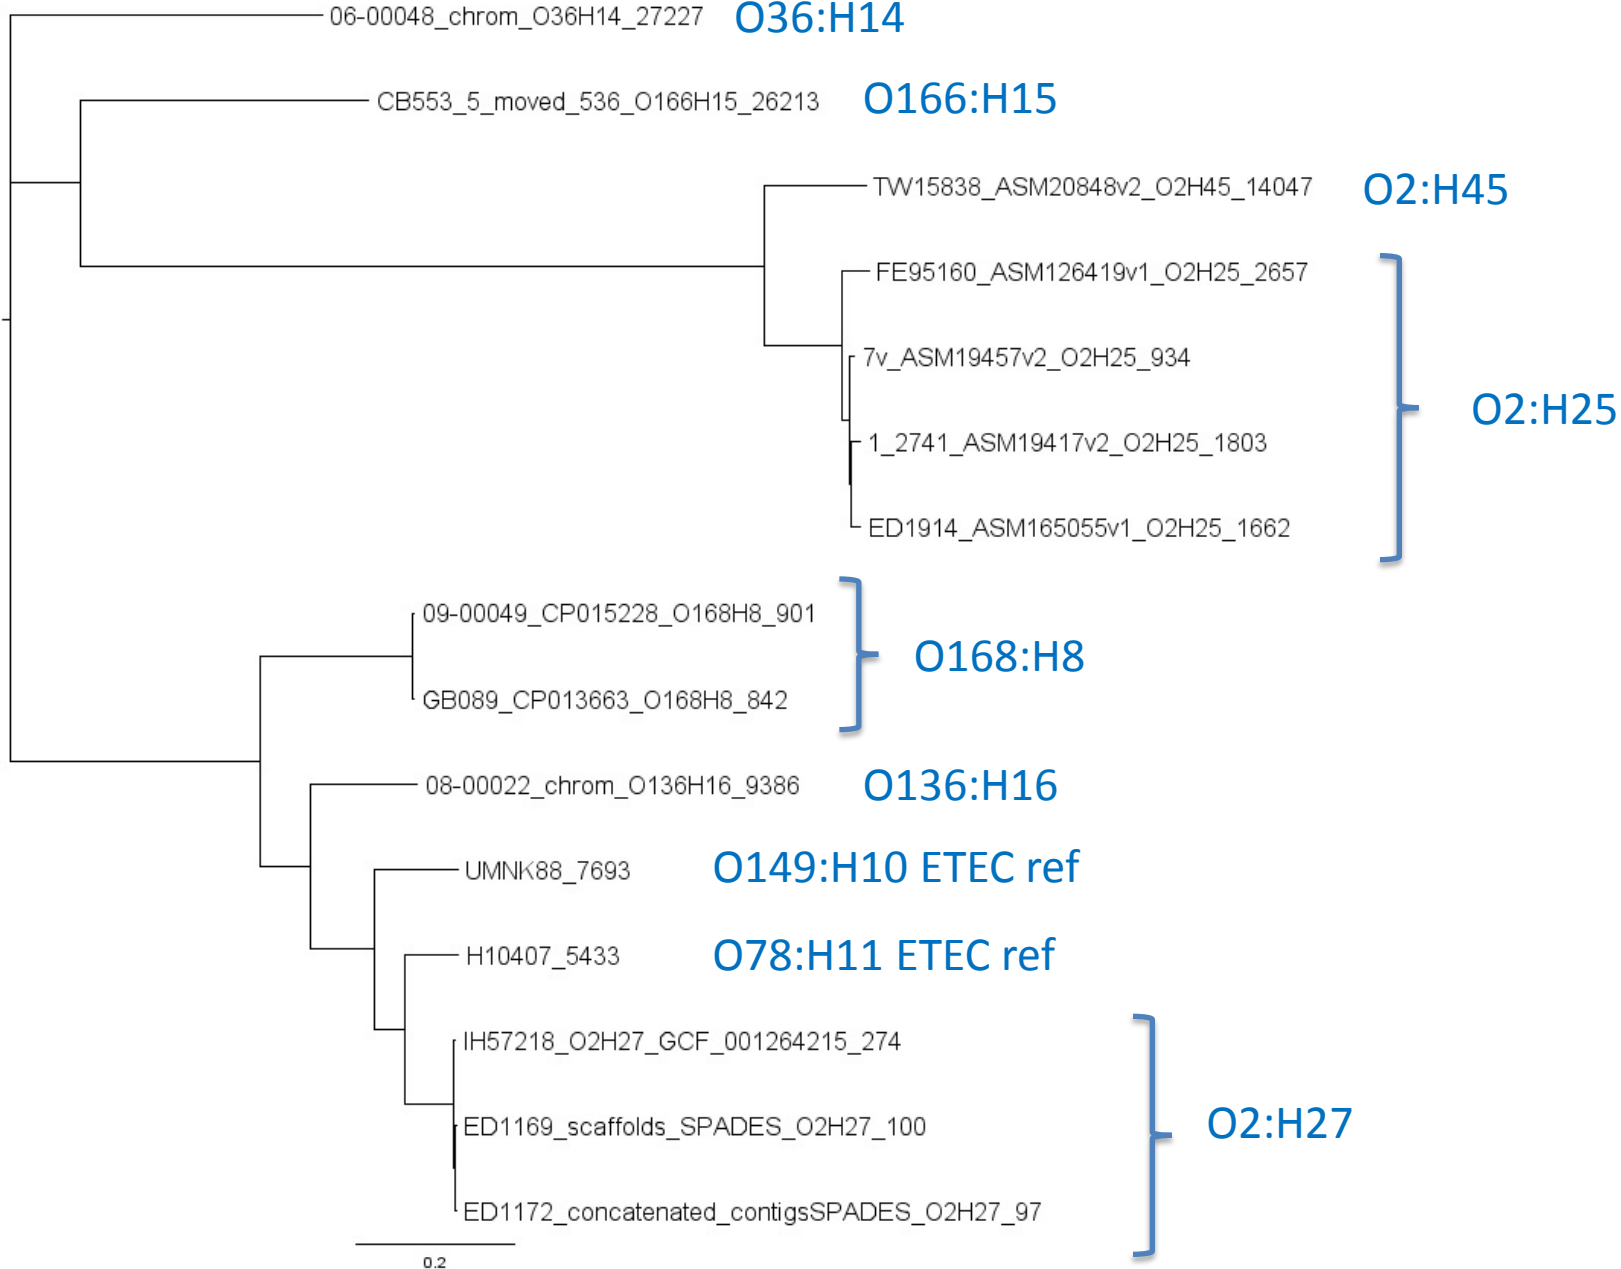 06-00048_chrom_O36H14_27227 O36:H14
CB553_5_moved_536_O166H15_26213 O166:H15
TW15838_ASM20848v2_O2H45_14047 O2:H45
FE95160_ASM126419v1_O2H25_2657
7v_ASM19457v2_O2H25_934
O2:H25
1_2741_ASM19417v2_O2H25_1803
ED1914_ASM165055v1_O2H25_1662
09-00049_CP015228_O168H8_901
O168:H8
GB089_CP013663_O168H8_842
08-00022_chrom_O136H16_9386 O136:H16
UMNK88_7693 O149:H10 ETEC ref
H10407_5433 O78:H11 ETEC ref
IH57218_O2H27_GCF_001264215_274
ED1169_scaffolds_SPADES_O2H27_100 O2:H27
ED1172_concatenated_contigsSPADES_O2H27_97
0.2